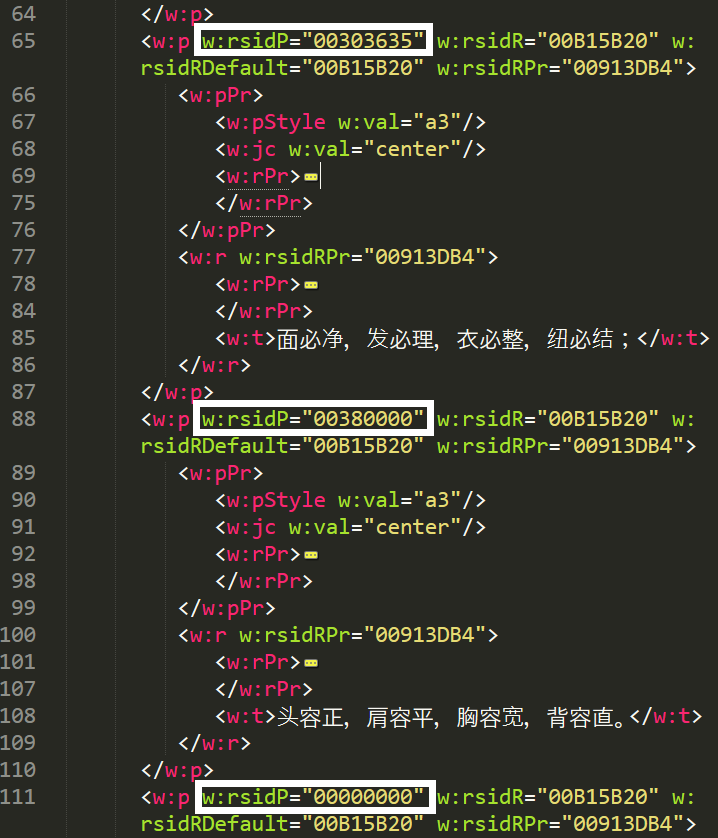 64 </w:p>
65 <w:p w:rsidP="00303635" w:rsidR="00B15B20" w:
rsidRDefault="00B15B20" w:rsidRPr="00913DB4">
66 <w:pPr>
67 <w:pStyle w:val="a3"/>
68 <w:jc w:val="center"/>
69 <w:rPr>
75 </w:rPr>
76 </w:pPr>
77 <w:r w:rsidRPr="00913DB4">
78 <w:rPr>
84 </w:rPr>
85 <w:t>面必净，发必理，衣必整，纽必结；</w:t>
86 </w:r>
87 </w:p>
88 <w:p w:rsidP="00380000" w:rsidR="00B15B20" w:
rsidRDefault="00B15B20" w:rsidRPr="00913DB4">
89 <w:pPr>
90 <w:pStyle w:val="a3"/>
91 <w:jc w:val="center"/>
92 <w:rPr>
98 </w:rPr>
99 </w:pPr>
100 <w:r w:rsidRPr="00913DB4">
101 <w:rPr>
107 </w:rPr>
108 <w:t>头容正，肩容平，胸容宽，背容直。</w:t>
109 </w:r>
110 </w:p>
111 <w:p w:rsidP="00000000" w:rsidR="00B15B20" w:
rsidRDefault="00B15B20" w:rsidRPr="00913DB4">